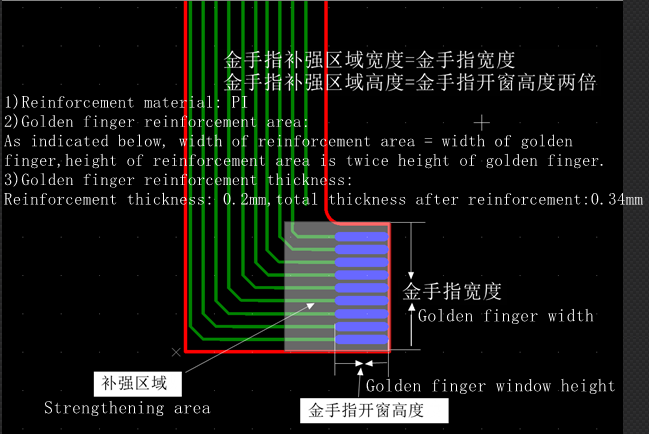 金手指补强区域宽度=金手指宽度
金手指补强区域高度=金手指开窗高度两倍
1)Reinforcement material: PI
2)Golden finger reinforcement area:
As indicated below, width of reinforcement area = width of golden
finger,height of reinforcement area is twice height of golden finger.
3)Golden finger reinforcement thickness:
Reinforcement thickness: 0.2mm,total thickness after reinforcement:0.34mm
金手指宽度
Golden finger width
补强区域
Strengthening area
Golden finger window height
金手指开窗高度